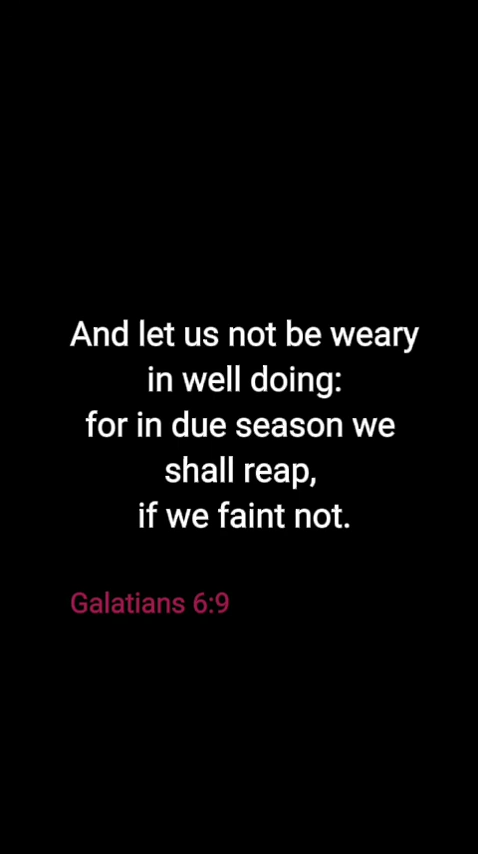 And let us not be weary
in well doing:
for in due season we
shall reap,
if we faint not.
Galatians 6:9